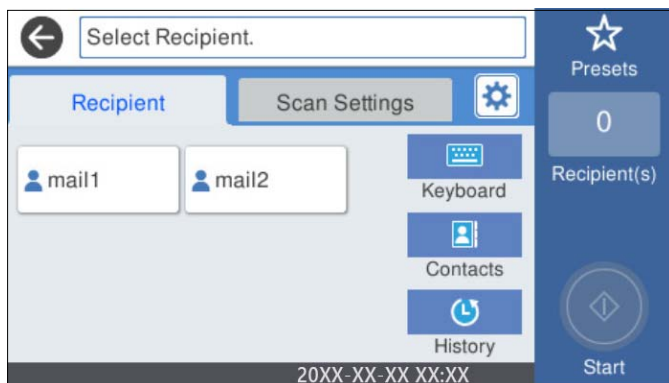 Select Recipient.
Presets
Recipient
Scan Settings
0
Recipient(s)
mail1
mail2
Keyboard
Contacts
History
Start
20XX-XX-XX XX:XX